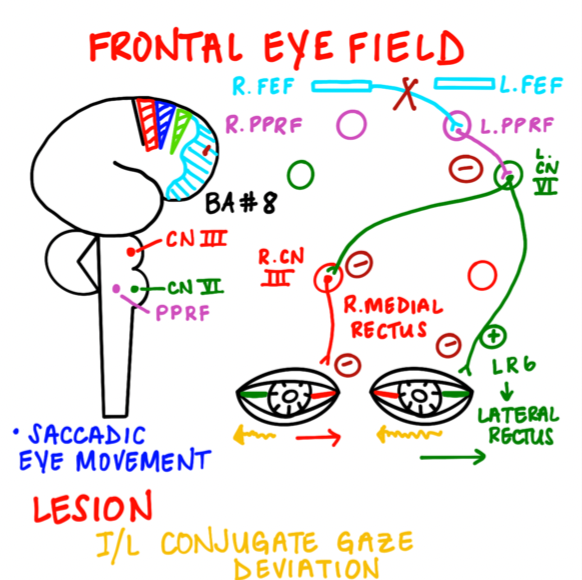 FRONTAL EYE FIELD
R. FEF
L. FEF
R. PPRF
L. PPRF
L. CN VI
BA#8
CN III
CN VI
PPRF
R. CN III
R. MEDIAL
RECTUS
LR6
LATERAL
RECTUS
• SACCADIC
EYE MOVEMENT
LESION
I/L CONJUGATE GAZE
DEVIATION